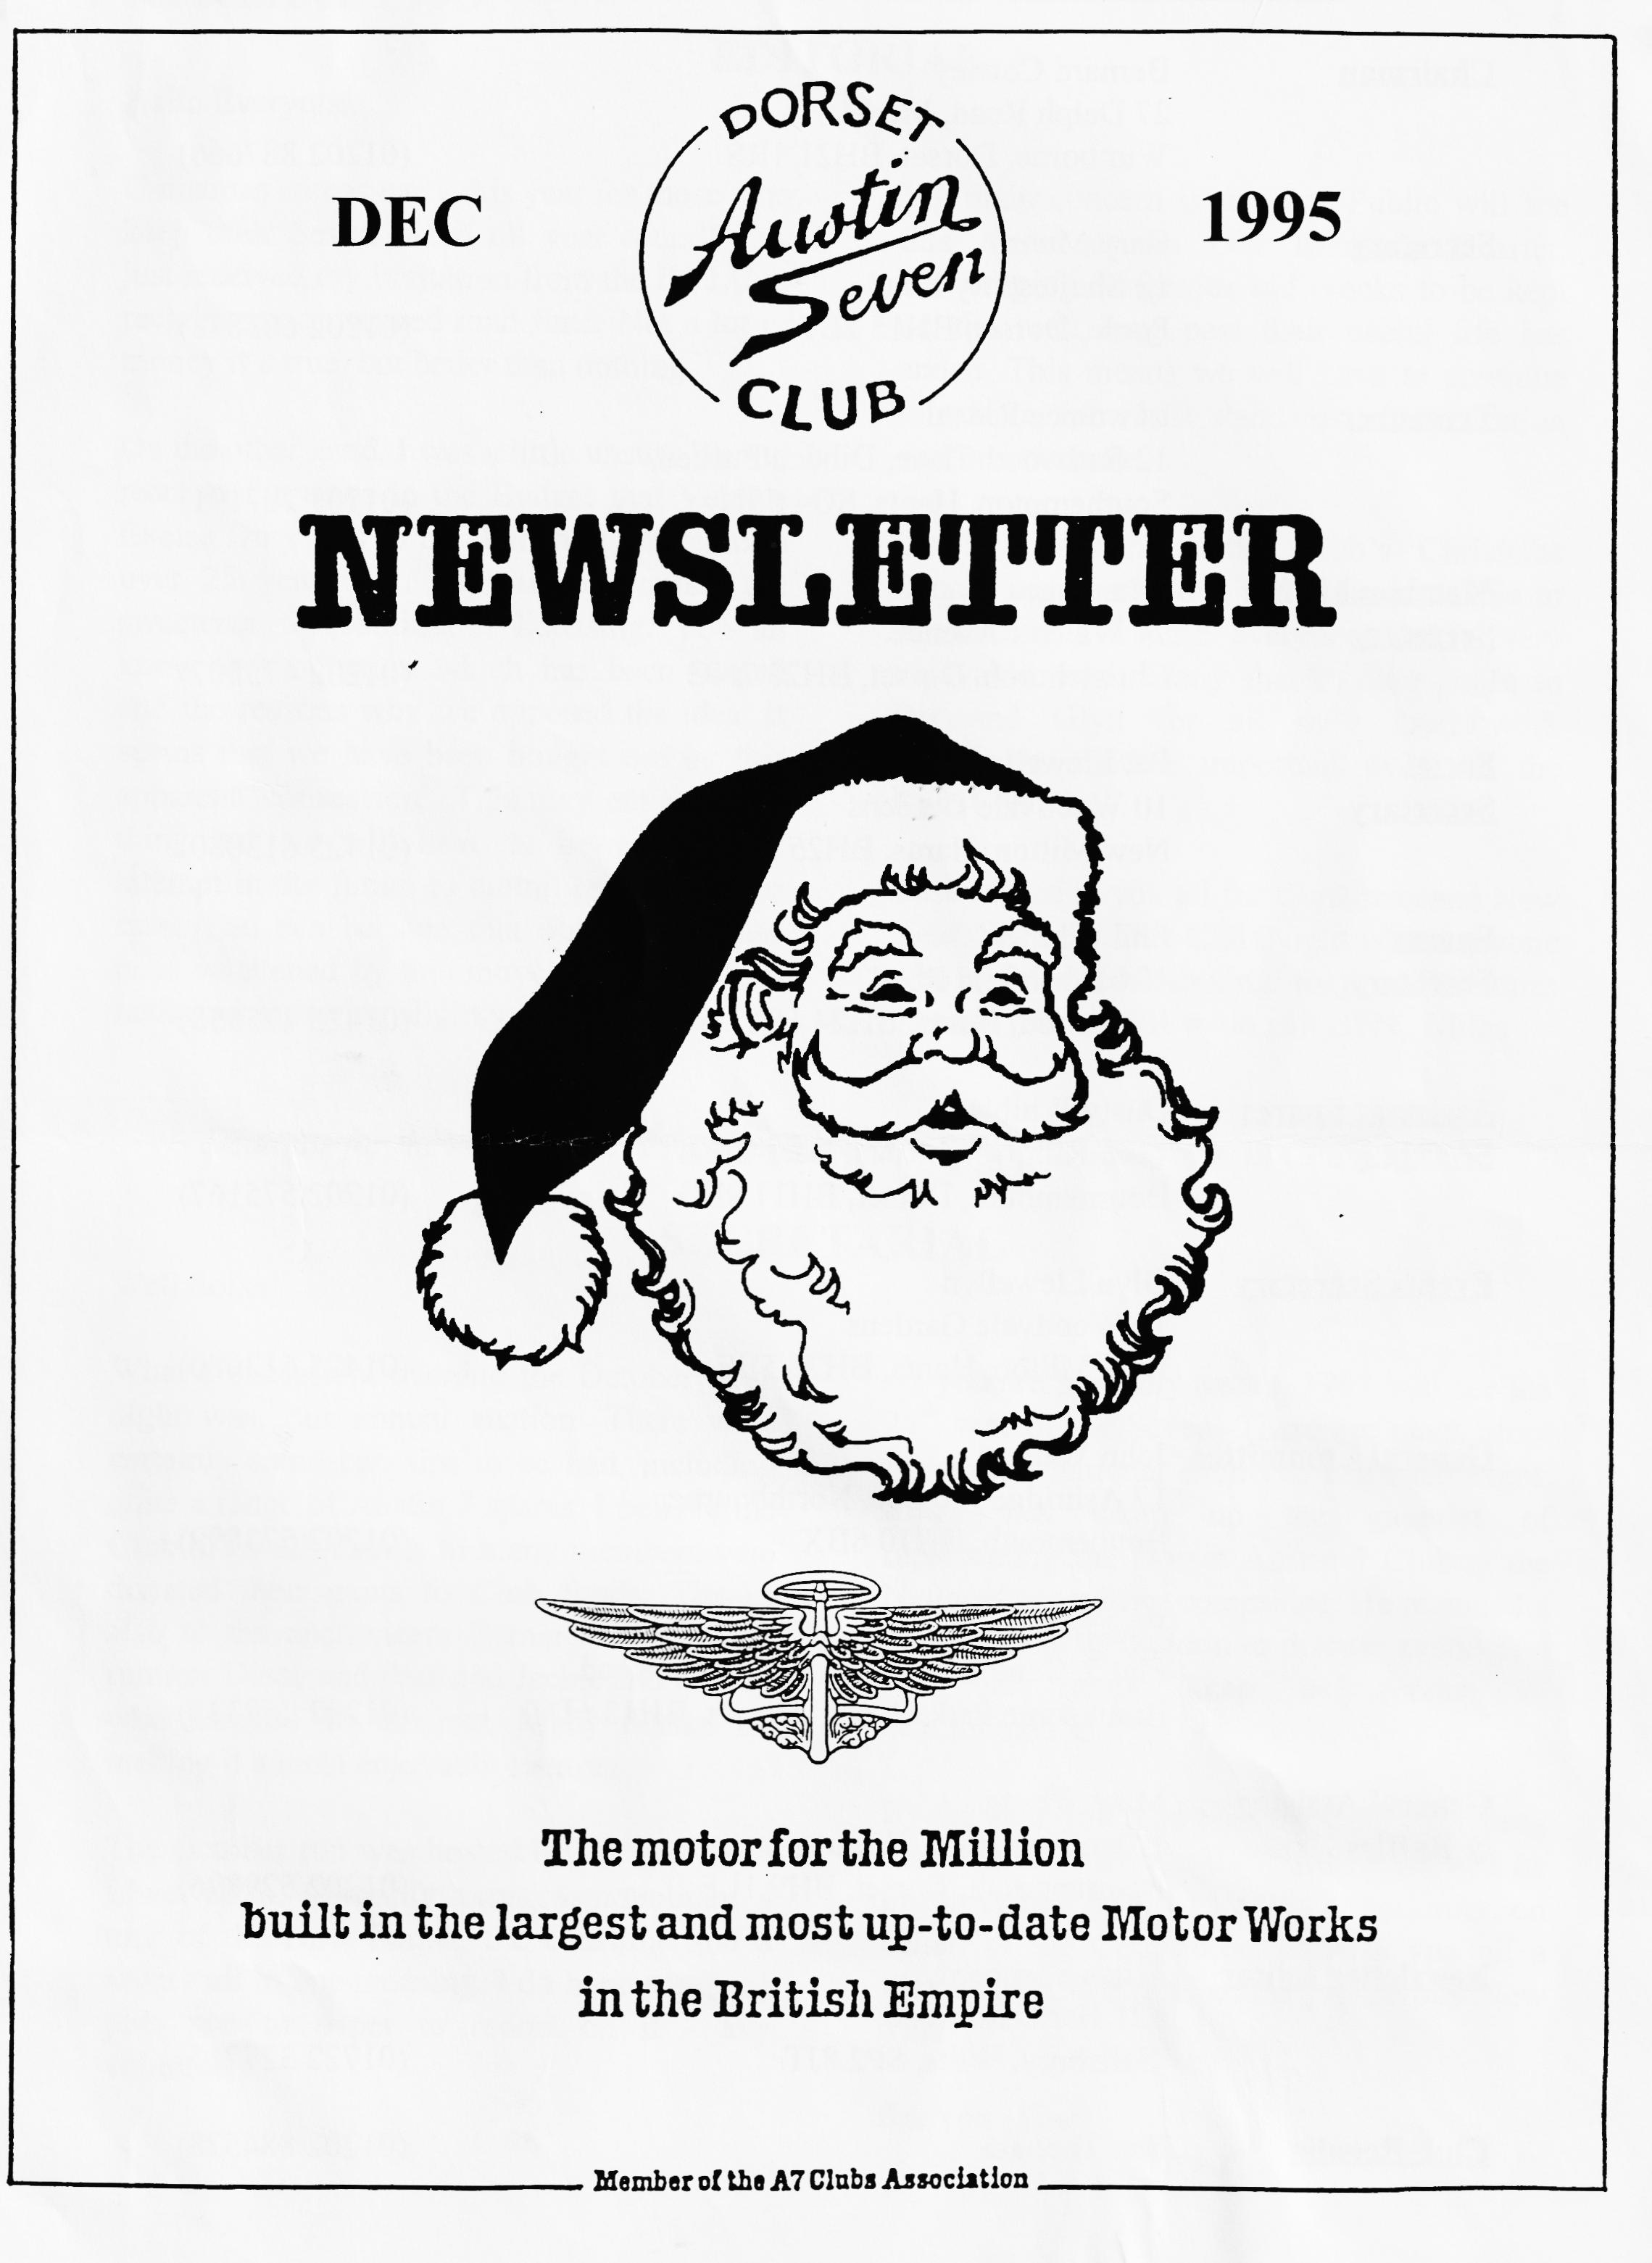 DORSET
DEC
Austin
1995
Seven
CLUB
NEWSLETTER
The motor for the Million
built in the largest and most up-to-date Motor Works
in the British Empire
Member of the A7 Clubs Association